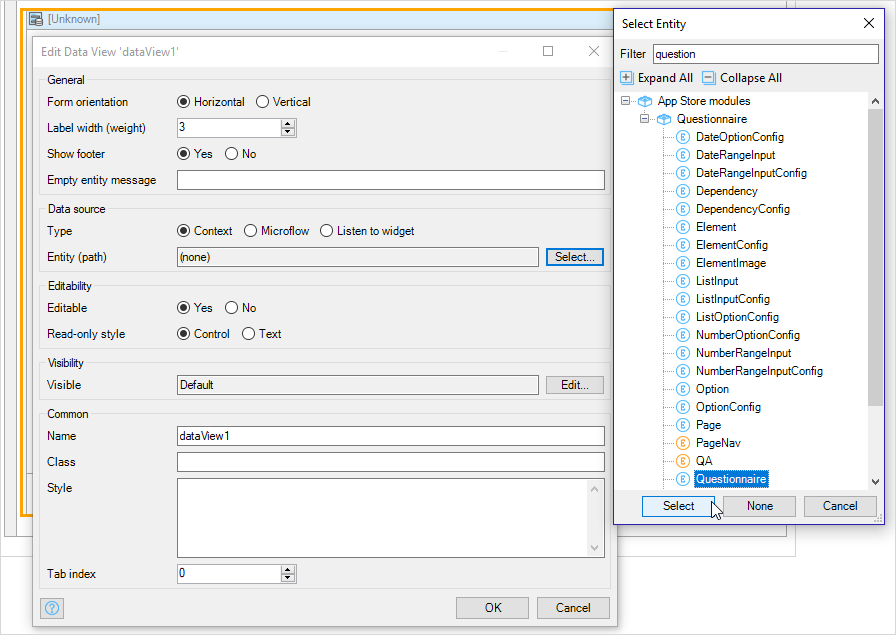 [Unknown]
Edit Data View 'dataView1'
General
Form orientation Horizontal Vertical
Label width (weight) 3
Show footer Yes No
Empty entity message
Data source
Type Context Microflow Listen to widget
Entity (path) (none) Select...
Editability
Editable Yes No
Read-only style Control Text
Visibility
Visible Default Edit...
Common
Name dataView1
Class
Style
Tab index 0
OK Cancel
Select Entity
Filter question
Expand All Collapse All
App Store modules
Questionnaire
DateOptionConfig
DateRangeInput
DateRangeInputConfig
Dependency
DependencyConfig
Element
ElementConfig
ElementImage
ListInput
ListInputConfig
ListOptionConfig
NumberOptionConfig
NumberRangeInput
NumberRangeInputConfig
Option
OptionConfig
Page
PageNav
QA
Questionnaire
Select None Cancel